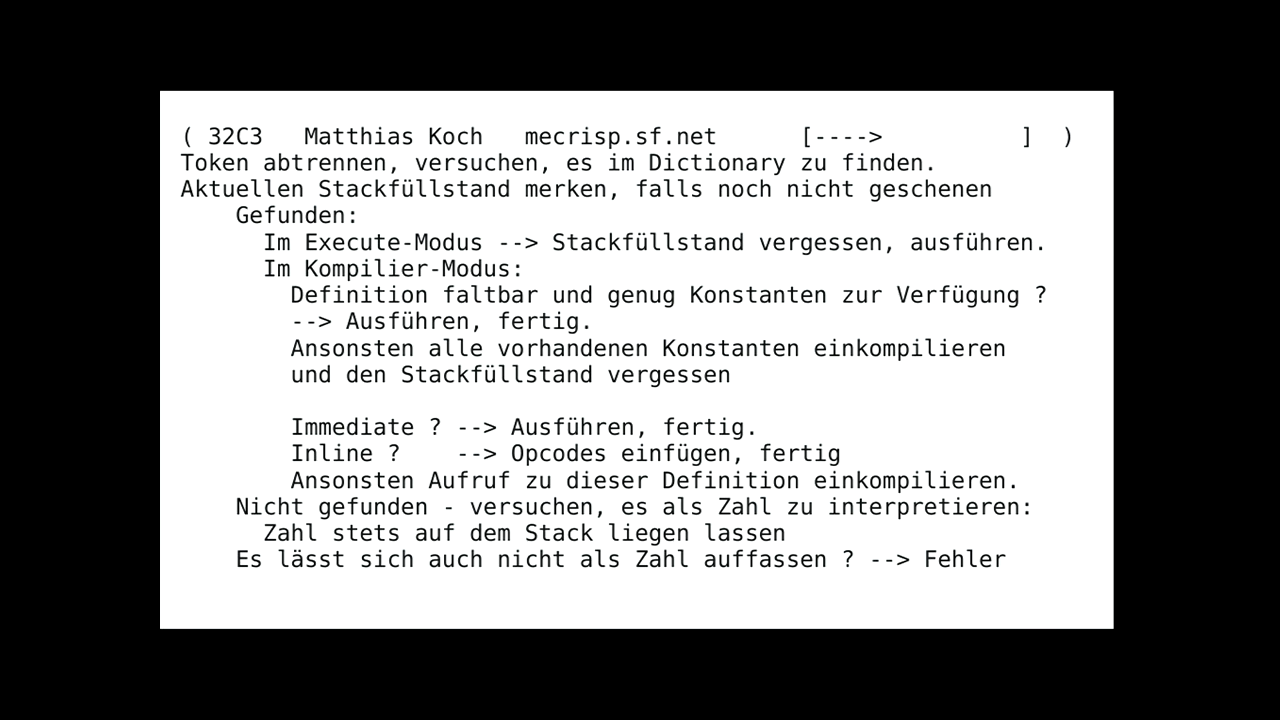 ( 32C3   Matthias Koch   mecrisp.sf.net      [---->          ]  )
Token abtrennen, versuchen, es im Dictionary zu finden.
Aktuellen Stackfüllstand merken, falls noch nicht geschenen
    Gefunden:
      Im Execute-Modus --> Stackfüllstand vergessen, ausführen.
      Im Kompilier-Modus:
        Definition faltbar und genug Konstanten zur Verfügung ?
        --> Ausführen, fertig.
        Ansonsten alle vorhandenen Konstanten einkompilieren
        und den Stackfüllstand vergessen

        Immediate ? --> Ausführen, fertig.
        Inline ?    --> Opcodes einfügen, fertig
        Ansonsten Aufruf zu dieser Definition einkompilieren.
    Nicht gefunden - versuchen, es als Zahl zu interpretieren:
      Zahl stets auf dem Stack liegen lassen
    Es lässt sich auch nicht als Zahl auffassen ? --> Fehler